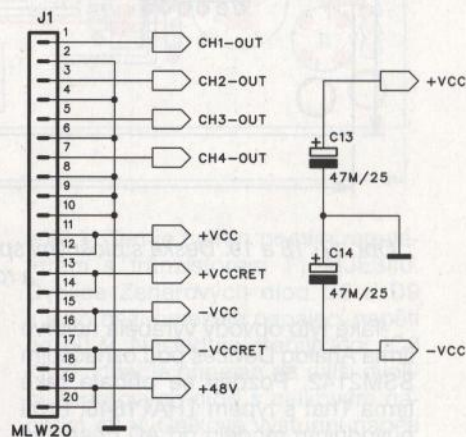 J1
1
2
3
4
5
6
7
8
9
10
11
12
13
14
15
16
17
18
19
20
MLW20
CH1-OUT
CH2-OUT
CH3-OUT
CH4-OUT
+VCC
+VCCRET
-VCC
-VCCRET
+48V
+VCC
C13
47M/25
C14
47M/25
-VCC